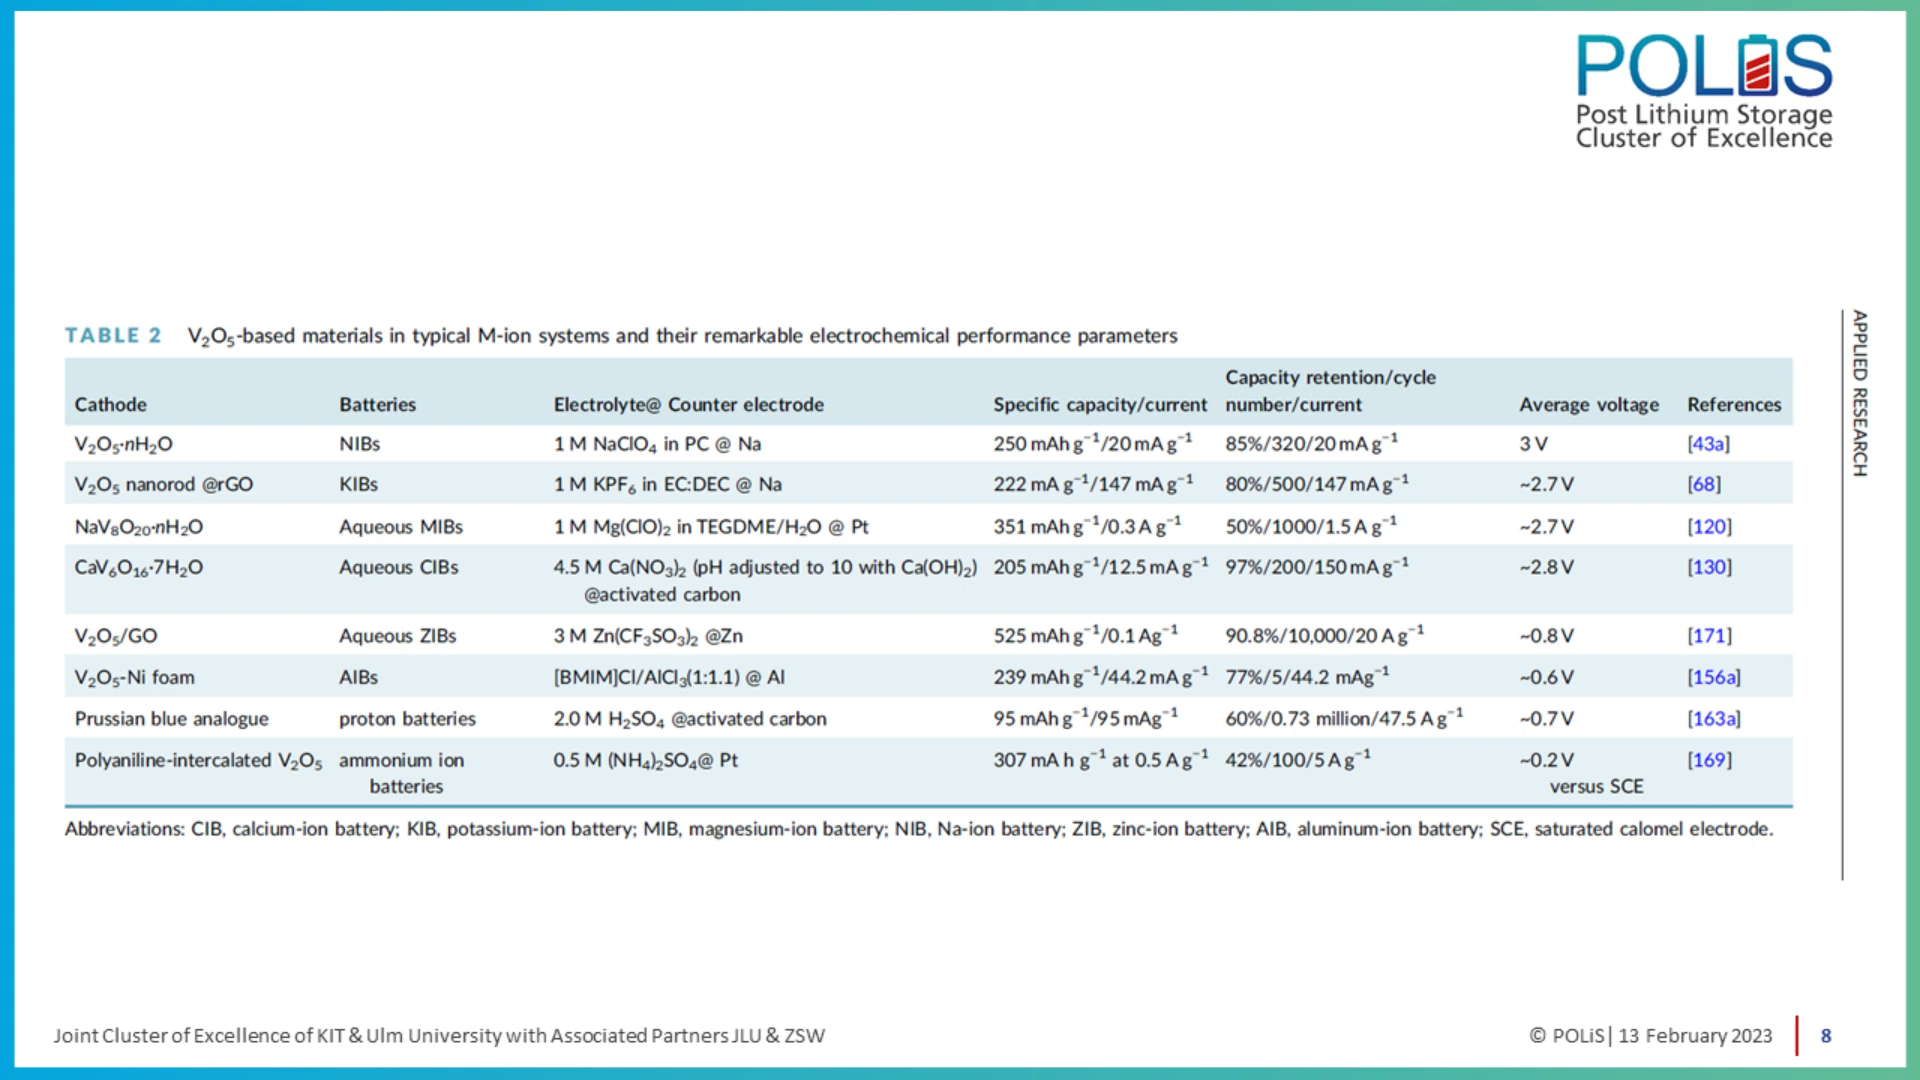 POLiS
Post Lithium Storage
Cluster of Excellence
TABLE 2 V₂O₅-based materials in typical M-ion systems and their remarkable electrochemical performance parameters
Cathode Batteries Electrolyte@ Counter electrode Specific capacity/current Capacity retention/cycle number/current Average voltage References
V₂O₅·nH₂O NIBs 1 M NaClO₄ in PC @ Na 250 mAh g⁻¹/20 mA g⁻¹ 85%/320/20 mA g⁻¹ 3 V [43a]
V₂O₅ nanorod @rGO KIBs 1 M KPF₆ in EC:DEC @ Na 222 mA g⁻¹/147 mA g⁻¹ 80%/500/147 mA g⁻¹ ~2.7 V [68]
NaV₈O₂₀·nH₂O Aqueous MIBs 1 M Mg(ClO)₂ in TEGDME/H₂O @ Pt 351 mAh g⁻¹/0.3 A g⁻¹ 50%/1000/1.5 A g⁻¹ ~2.7 V [120]
CaV₆O₁₆·7H₂O Aqueous CIBs 4.5 M Ca(NO₃)₂ (pH adjusted to 10 with Ca(OH)₂) 205 mAh g⁻¹/12.5 mA g⁻¹ 97%/200/150 mA g⁻¹ ~2.8 V [130]
@activated carbon
V₂O₅/GO Aqueous ZIBs 3 M Zn(CF₃SO₃)₂ @Zn 525 mAh g⁻¹/0.1 Ag⁻¹ 90.8%/10,000/20 A g⁻¹ ~0.8 V [171]
V₂O₅-Ni foam AIBs [BMIM]Cl/AlCl₃(1:1.1) @ Al 239 mAh g⁻¹/44.2 mA g⁻¹ 77%/5/44.2 mAg⁻¹ ~0.6 V [156a]
Prussian blue analogue proton batteries 2.0 M H₂SO₄ @activated carbon 95 mAh g⁻¹/95 mAg⁻¹ 60%/0.73 million/47.5 A g⁻¹ ~0.7 V [163a]
Polyaniline-intercalated V₂O₅ ammonium ion 0.5 M (NH₄)₂SO₄@ Pt 307 mA h g⁻¹ at 0.5 A g⁻¹ 42%/100/5 A g⁻¹ ~0.2 V [169]
batteries versus SCE
Abbreviations: CIB, calcium-ion battery; KIB, potassium-ion battery; MIB, magnesium-ion battery; NIB, Na-ion battery; ZIB, zinc-ion battery; AIB, aluminum-ion battery; SCE, saturated calomel electrode.
APPLIED RESEARCH
Joint Cluster of Excellence of KIT & Ulm University with Associated Partners JLU & ZSW
© POLiS| 13 February 2023 8